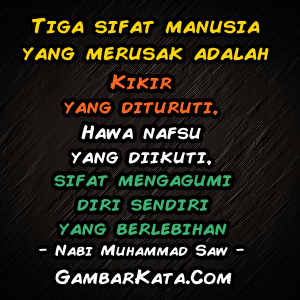 Tiga sifat manusia
yang merusak adalah
Kikir
yang dituruti,
Hawa nafsu
yang diikuti,
sifat mengagumi
diri sendiri
yang berlebihan
- Nabi Muhammad Saw -
GambarKata.Com